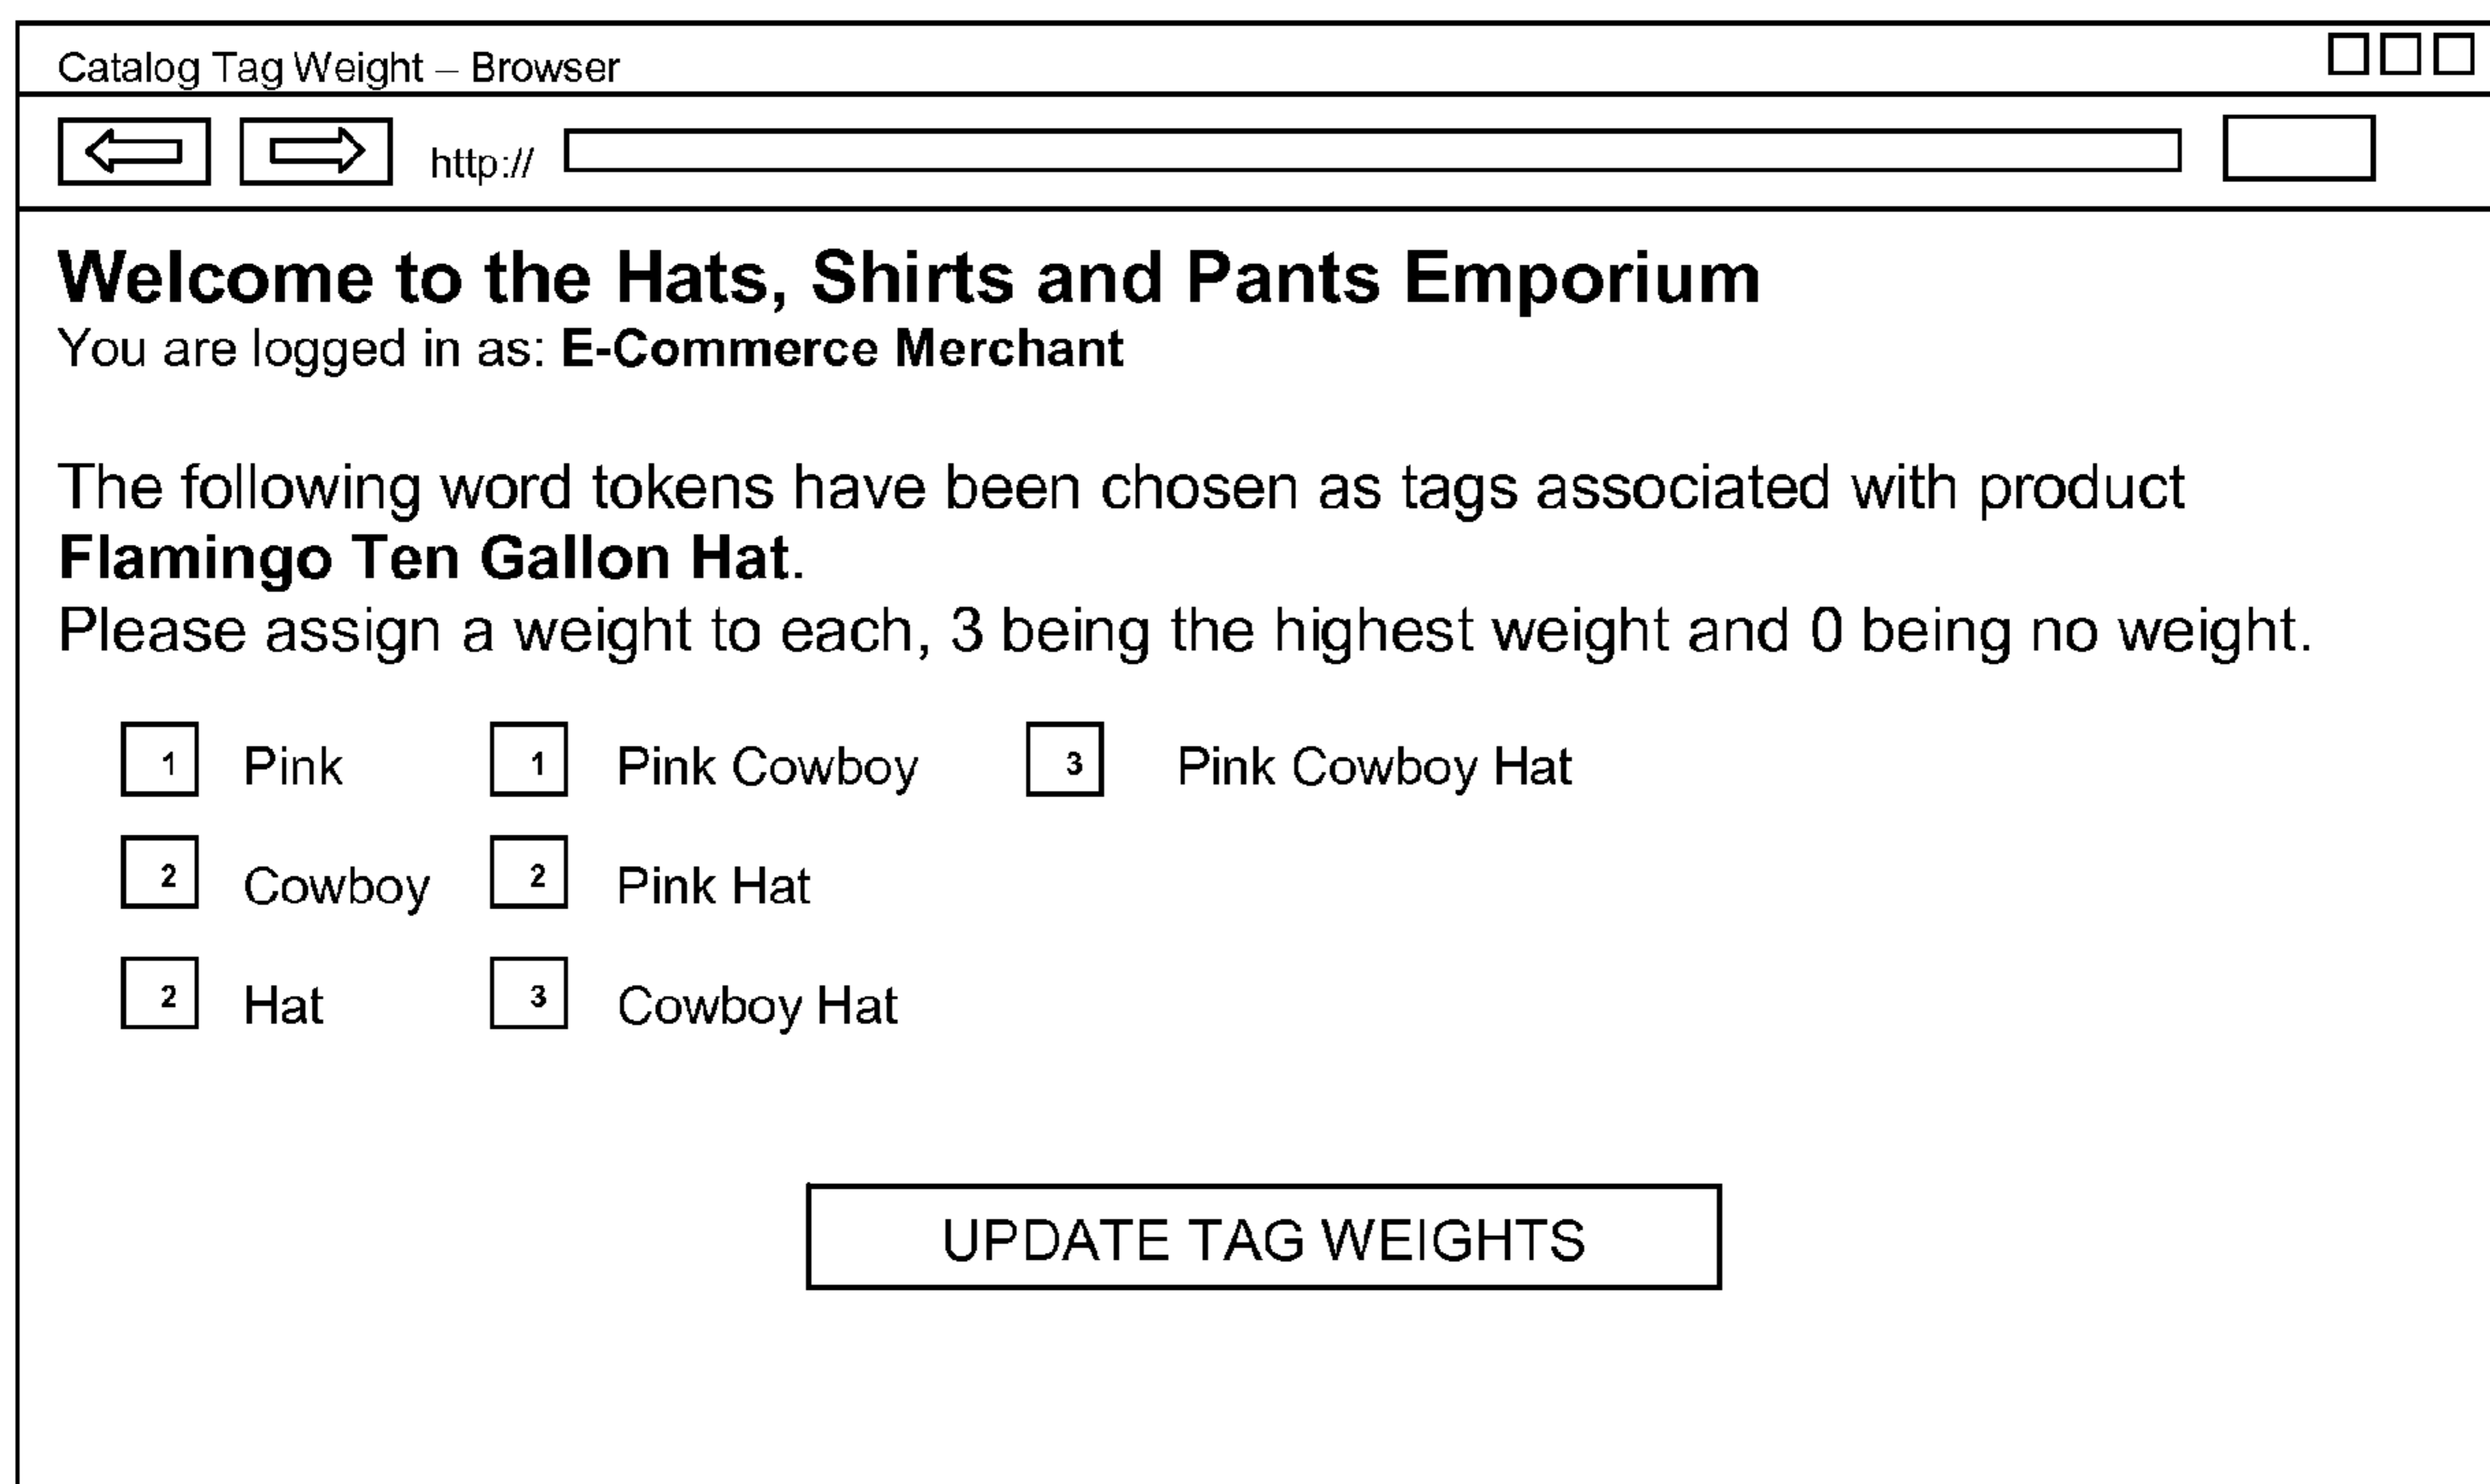 Catalog Tag Weight – Browser
http://
Welcome to the Hats, Shirts and Pants Emporium
You are logged in as: E-Commerce Merchant
The following word tokens have been chosen as tags associated with product
Flamingo Ten Gallon Hat.
Please assign a weight to each, 3 being the highest weight and 0 being no weight.
1 Pink 1 Pink Cowboy 3 Pink Cowboy Hat
2 Cowboy 2 Pink Hat
2 Hat 3 Cowboy Hat
UPDATE TAG WEIGHTS